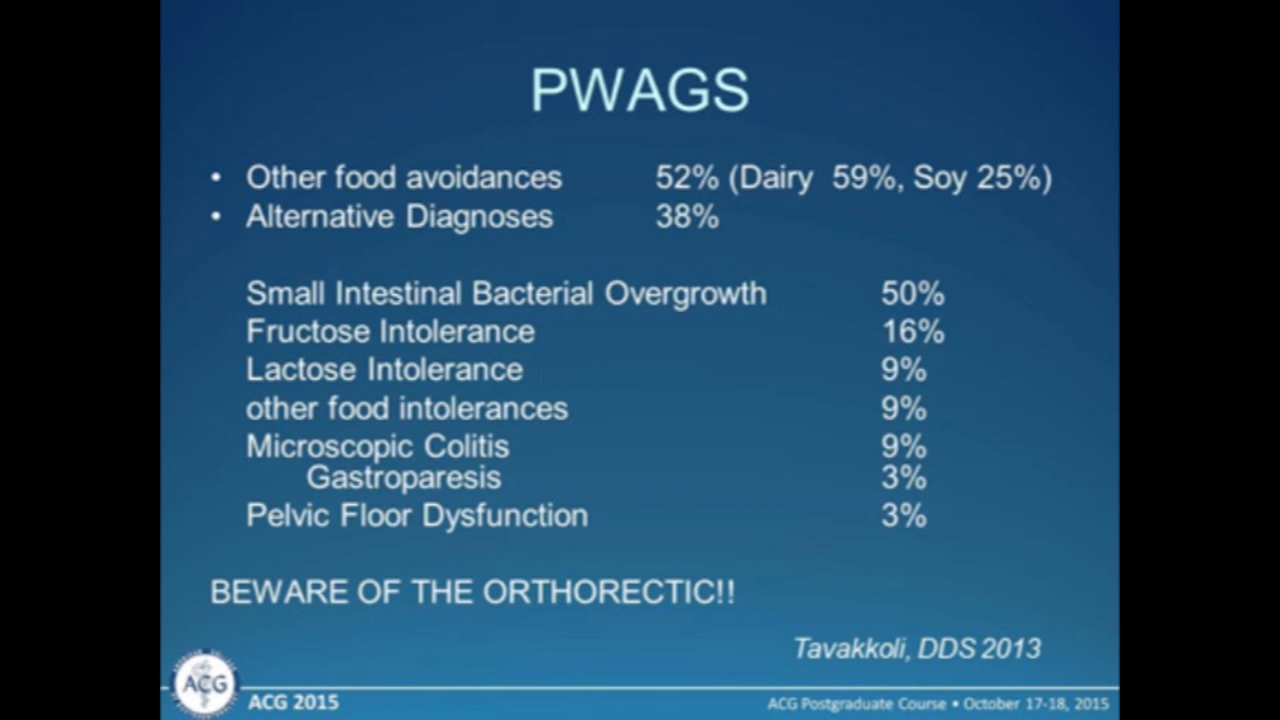 PWAGS
• Other food avoidances 52% (Dairy 59%, Soy 25%)
• Alternative Diagnoses 38%
Small Intestinal Bacterial Overgrowth 50%
Fructose Intolerance 16%
Lactose Intolerance 9%
other food intolerances 9%
Microscopic Colitis 9%
Gastroparesis 3%
Pelvic Floor Dysfunction 3%
BEWARE OF THE ORTHORECTIC!!
Tavakkoli, DDS 2013
ACG
ACG 2015
ACG Postgraduate Course • October 17-18, 2015